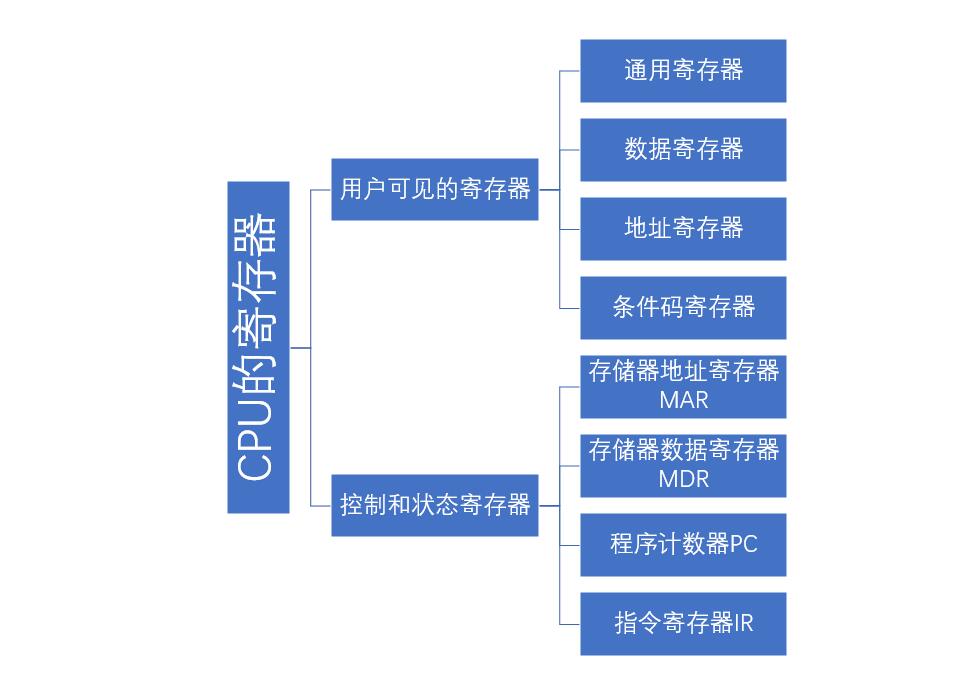 CPU的寄存器
用户可见的寄存器
通用寄存器
数据寄存器
地址寄存器
条件码寄存器
控制和状态寄存器
存储器地址寄存器
MAR
存储器数据寄存器
MDR
程序计数器PC
指令寄存器IR